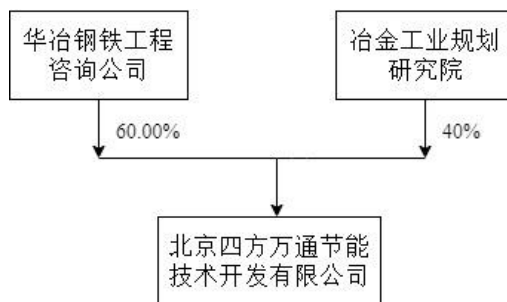 华冶钢铁工程
咨询公司
冶金工业规划
研究院
60.00%
40%
北京四方万通节能
技术开发有限公司